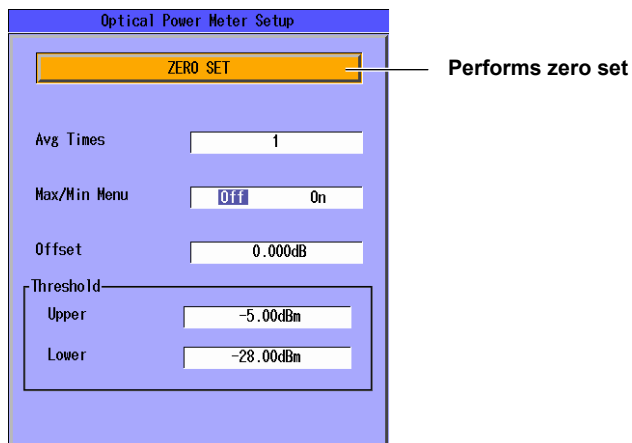 Optical Power Meter Setup
ZERO SET
Performs zero set
Avg Times 1
Max/Min Menu Off On
Offset 0.000dB
Threshold
Upper -5.00dBm
Lower -28.00dBm